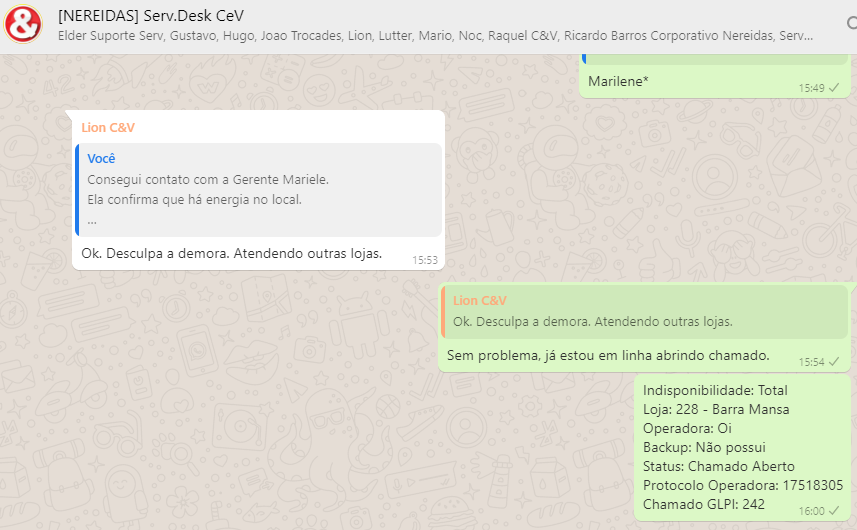 &
[NEREIDAS] Serv.Desk CeV
Elder Suporte Serv, Gustavo, Hugo, Joao Trocades, Lion, Lutter, Mario, Noc, Raquel C&V, Ricardo Barros Corporativo Nereidas, Serv...
Marilene*
15:49
Lion C&V
Você
Consegui contato com a Gerente Mariele.
Ela confirma que há energia no local.
...
Ok. Desculpa a demora. Atendendo outras lojas.
15:53
Lion C&V
Ok. Desculpa a demora. Atendendo outras lojas.
Sem problema, já estou em linha abrindo chamado.
15:54
Indisponibilidade: Total
Loja: 228 - Barra Mansa
Operadora: Oi
Backup: Não possui
Status: Chamado Aberto
Protocolo Operadora: 17518305
Chamado GLPI: 242
16:00